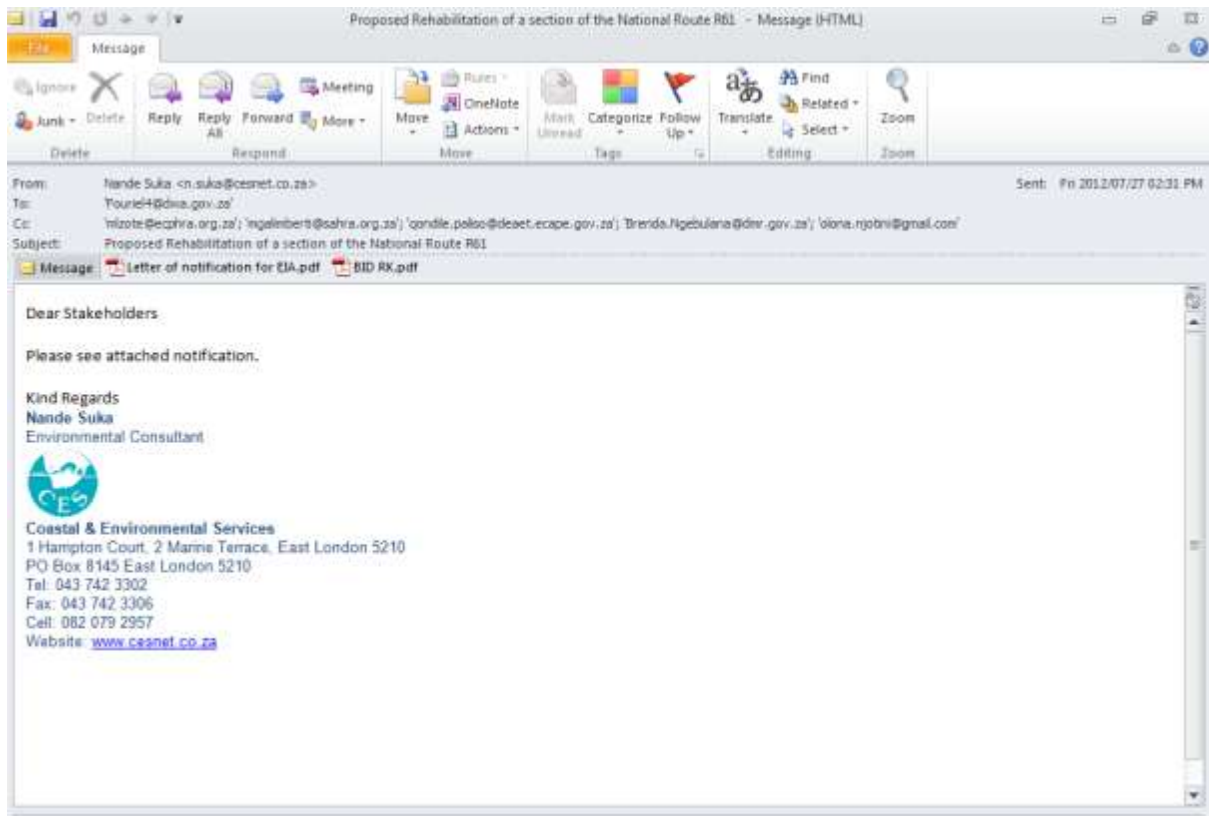 Proposed Rehabilitation of a section of the National Route R61 - Message (HTML)
File Message
Ignore
Junk Delete Reply Reply All Forward Meeting More Move Rules OneNote Actions Mark Unread Categorize Follow Up Translate Find Related Select Zoom
Delete Respond Move Tags Editing Zoom
From: Nande Suka <n.suka@cesnet.co.za> Sent: Fri 2012/07/27 02:31 PM
To: 'Fouriel4@dwa.gov.za'
Cc:
Subject: Proposed Rehabilitation of a section of the National Route R61
Message Letter of notification for EIA.pdf BID RK.pdf
Dear Stakeholders
Please see attached notification.
Kind Regards
Nande Suka
Environmental Consultant
CES
Coastal & Environmental Services
1 Hampton Court, 2 Marine Terrace, East London 5210
PO Box 8145 East London 5210
Tel: 043 742 3302
Fax: 043 742 3306
Cell: 082 079 2957
Website: www.cesnet.co.za